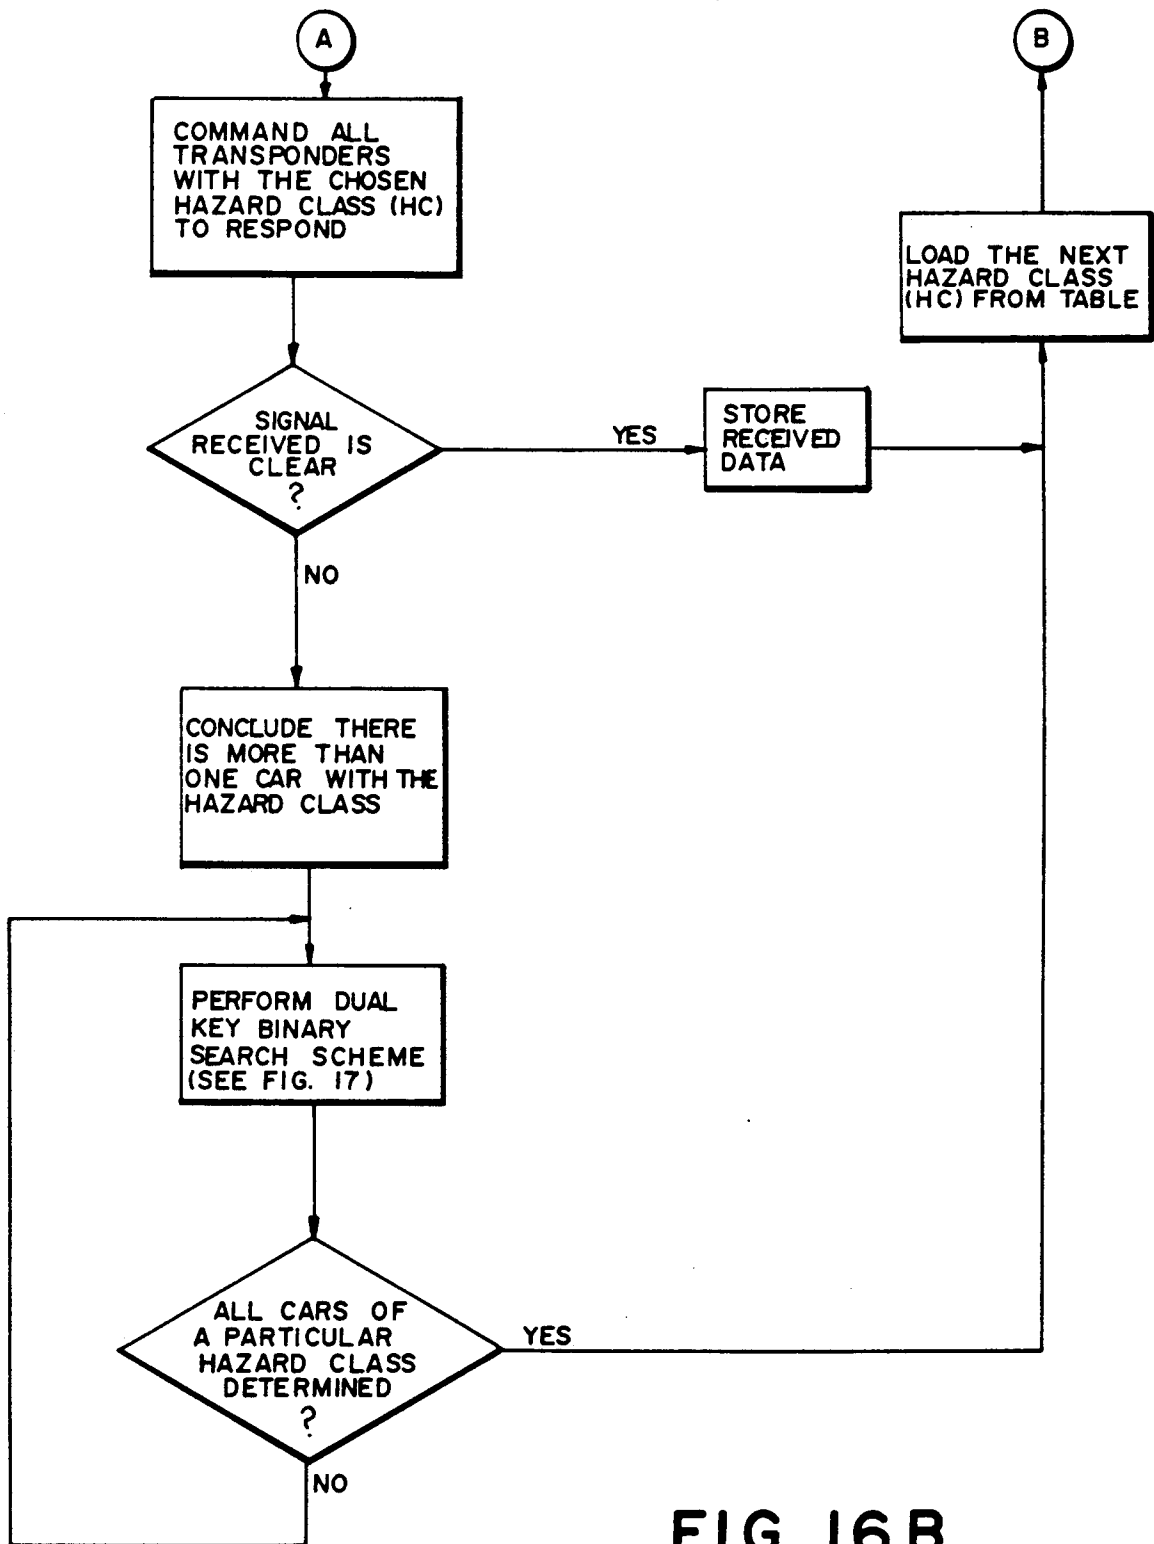 A
B
COMMAND ALL
TRANSPONDERS
WITH THE CHOSEN
HAZARD CLASS (HC)
TO RESPOND
LOAD THE NEXT
HAZARD CLASS
(HC) FROM TABLE
SIGNAL
RECEIVED IS
CLEAR
?
YES
STORE
RECEIVED
DATA
NO
CONCLUDE THERE
IS MORE THAN
ONE CAR WITH THE
HAZARD CLASS
PERFORM DUAL
KEY BINARY
SEARCH SCHEME
(SEE FIG. 17)
ALL CARS OF
A PARTICULAR
HAZARD CLASS
DETERMINED
?
YES
NO
FIG. 16B